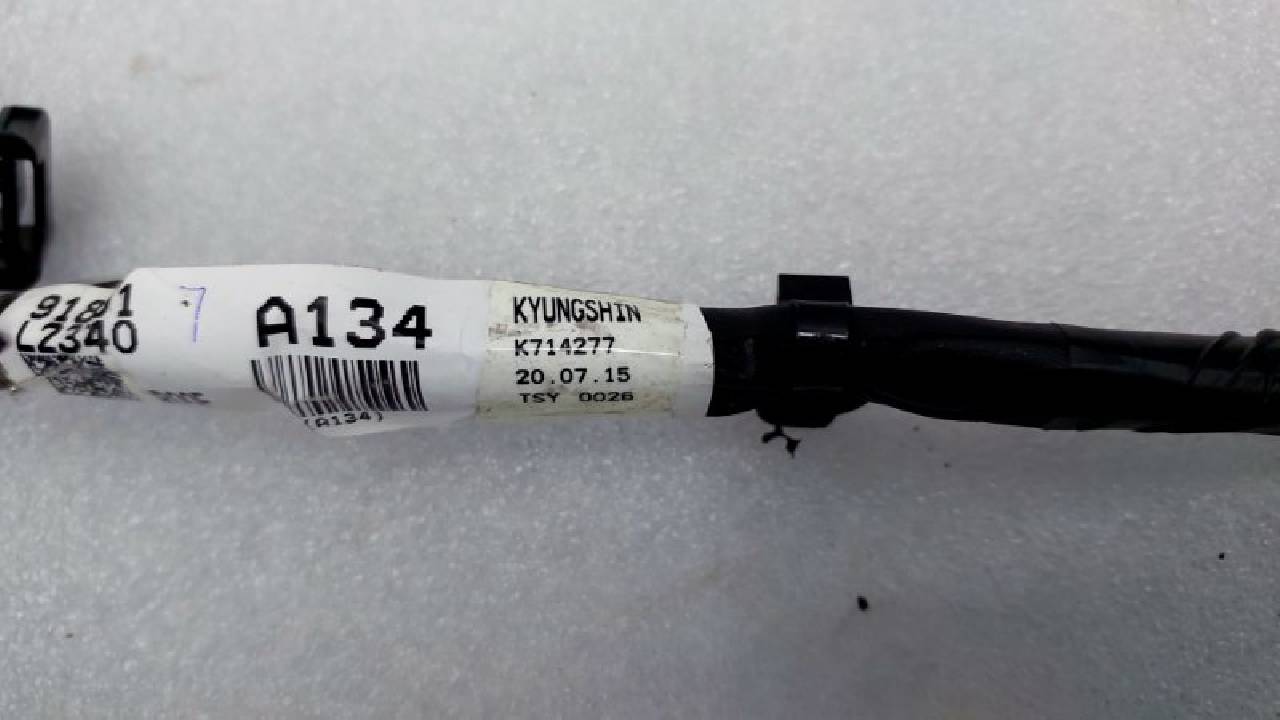 9181
L2340
7
A134
(A134)
KYUNGSHIN
K714277
20.07.15
TSY 0026